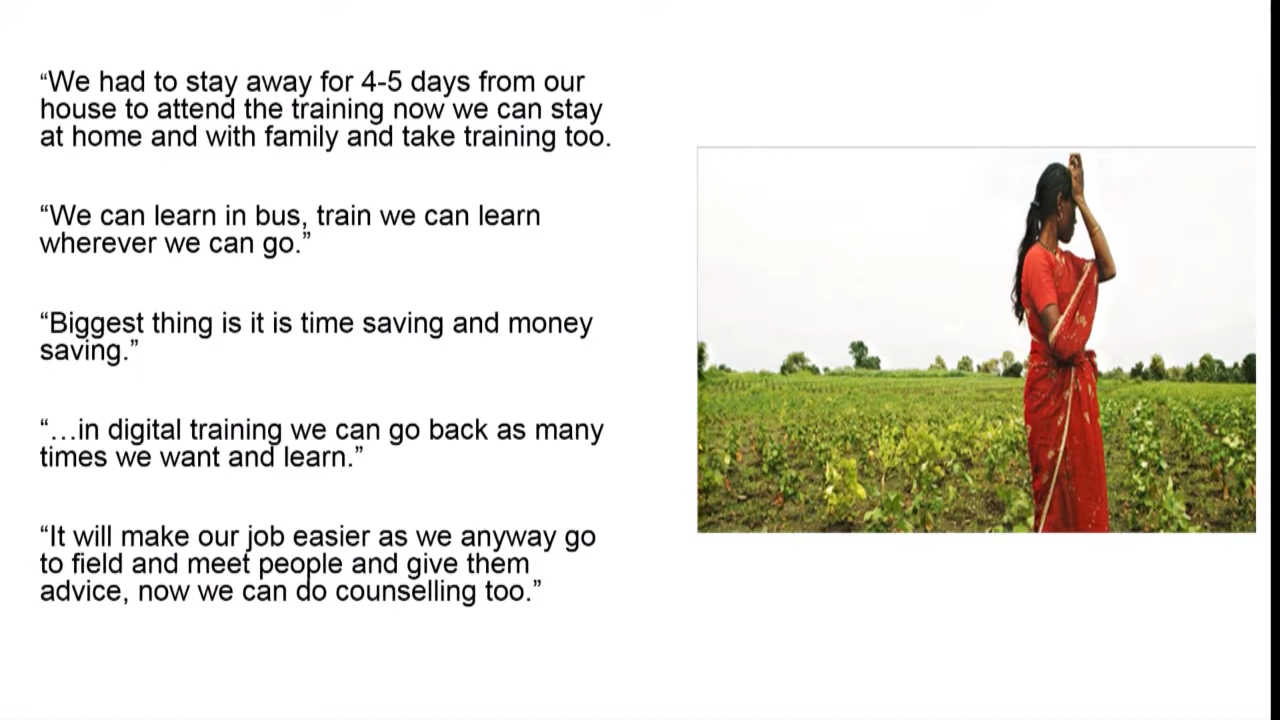 “We had to stay away for 4-5 days from our
house to attend the training now we can stay
at home and with family and take training too.
“We can learn in bus, train we can learn
wherever we can go.”
“Biggest thing is it is time saving and money
saving.”
“…in digital training we can go back as many
times we want and learn.”
“It will make our job easier as we anyway go
to field and meet people and give them
advice, now we can do counselling too.”